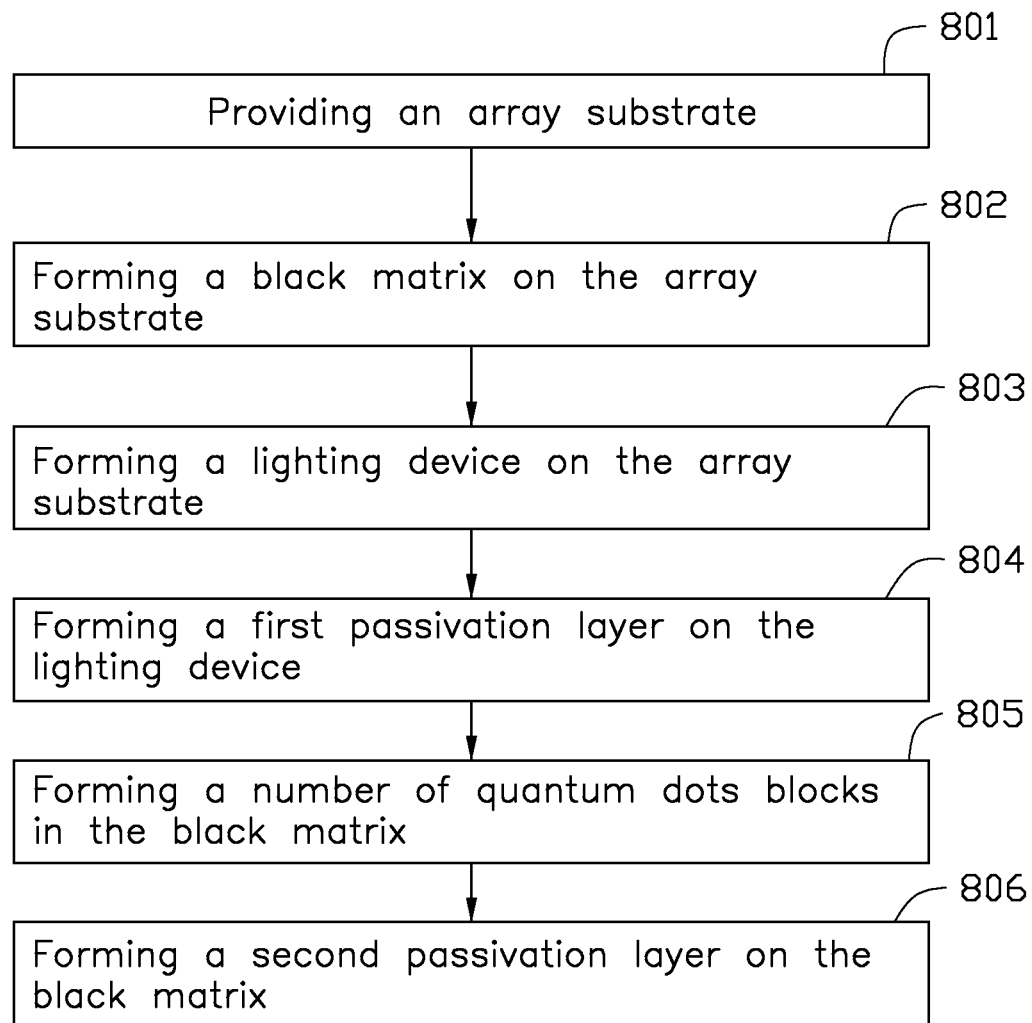 801
Providing an array substrate
802
Forming a black matrix on the array
substrate
803
Forming a lighting device on the array
substrate
804
Forming a first passivation layer on the
lighting device
805
Forming a number of quantum dots blocks
in the black matrix
806
Forming a second passivation layer on the
black matrix